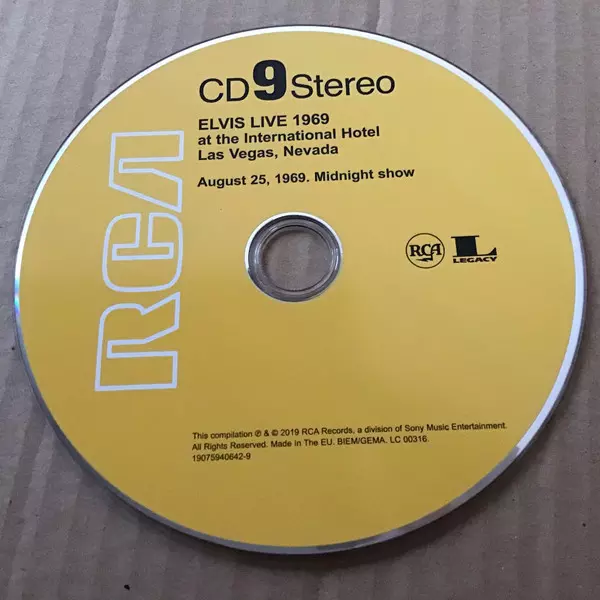 CD9Stereo
ELVIS LIVE 1969
at the International Hotel
Las Vegas, Nevada
August 25, 1969. Midnight show
RCA
RCA
L
LEGACY
This compilation ℗ & © 2019 RCA Records, a division of Sony Music Entertainment.
All Rights Reserved. Made in The EU. BIEM/GEMA. LC 00316.
19075940642-9